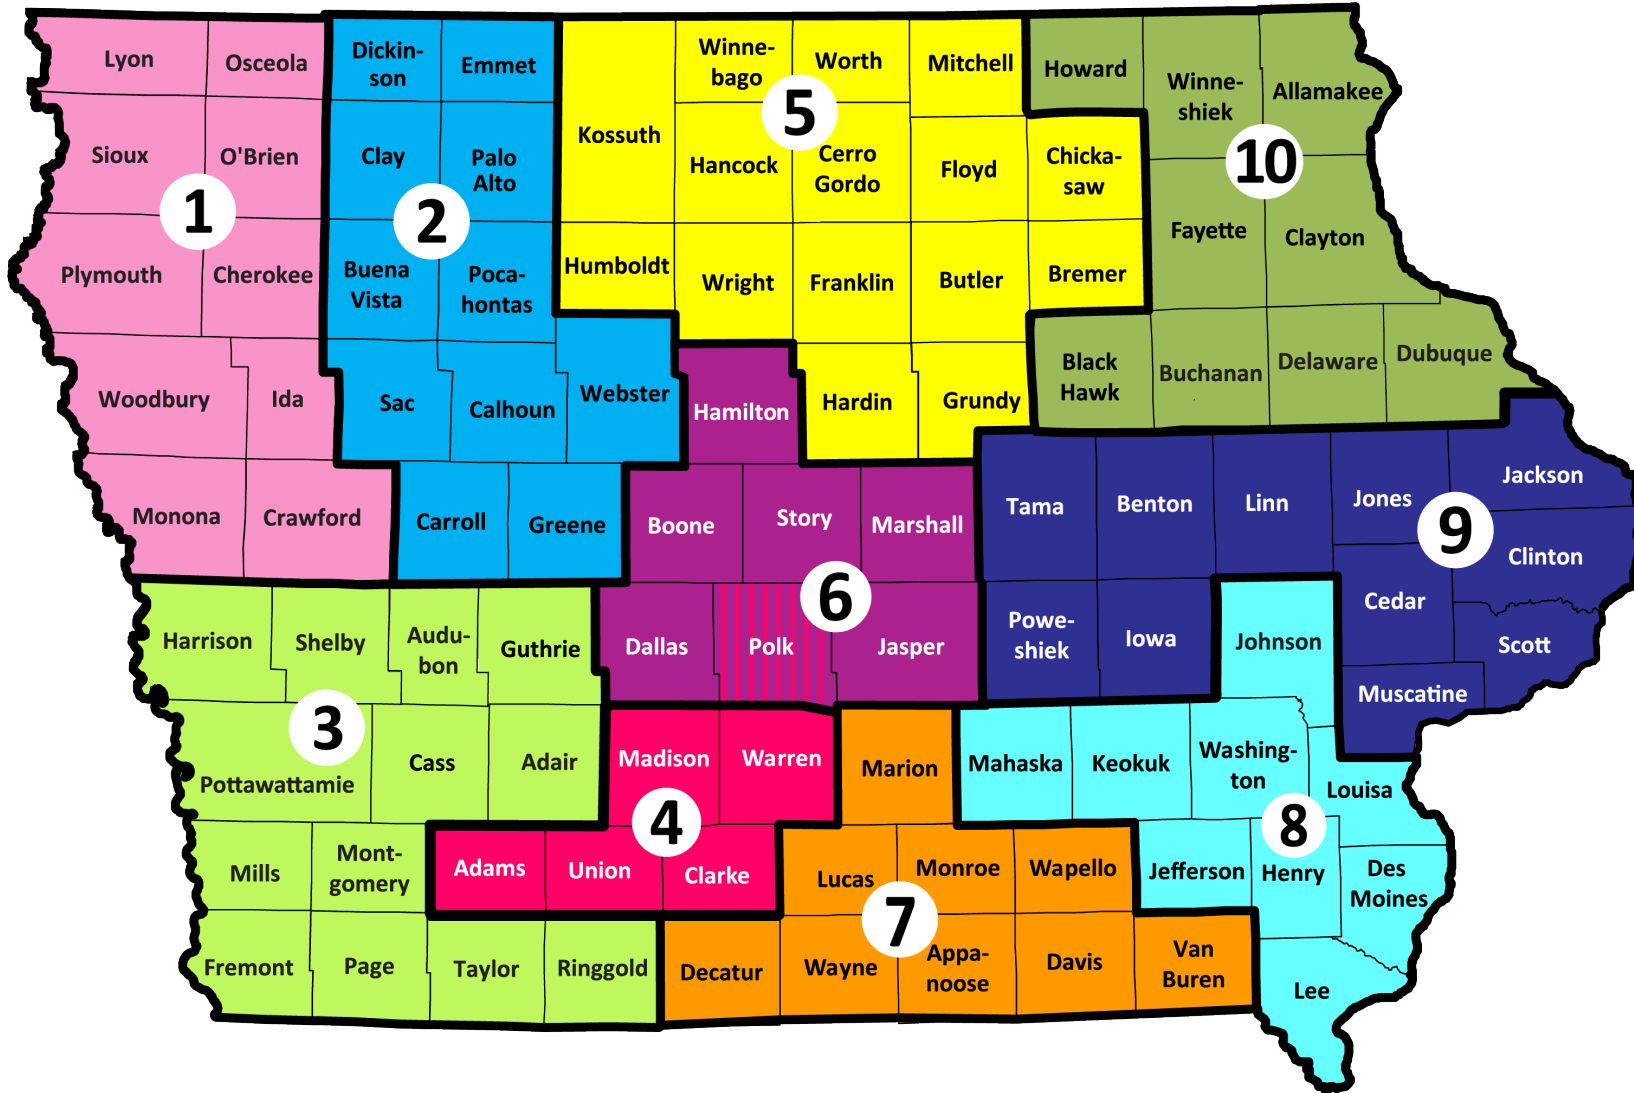 Lyon
Osceola
Dickin-
son
Emmet
Winne-
bago
Worth
Mitchell
Howard
Winne-
shiek
Allamakee
Kossuth
5
Sioux
O'Brien
Clay
Palo
Alto
Hancock
Cerro
Gordo
Floyd
Chicka-
saw
10
1
2
Fayette
Clayton
Plymouth
Cherokee
Buena
Vista
Poca-
hontas
Humboldt
Wright
Franklin
Butler
Bremer
Woodbury
Ida
Sac
Calhoun
Webster
Hamilton
Hardin
Grundy
Black
Hawk
Buchanan
Delaware
Dubuque
Monona
Crawford
Carroll
Greene
Boone
Story
Marshall
Tama
Benton
Linn
Jones
Jackson
9
Clinton
6
Cedar
Harrison
Shelby
Audu-
bon
Guthrie
Dallas
Polk
Jasper
Powe-
shiek
Iowa
Johnson
Scott
Muscatine
3
Pottawattamie
Cass
Adair
Madison
Warren
Marion
Mahaska
Keokuk
Washing-
ton
Louisa
4
8
Mills
Mont-
gomery
Adams
Union
Clarke
Lucas
Monroe
Wapello
Jefferson
Henry
Des
Moines
7
Fremont
Page
Taylor
Ringgold
Decatur
Wayne
Appa-
noose
Davis
Van
Buren
Lee